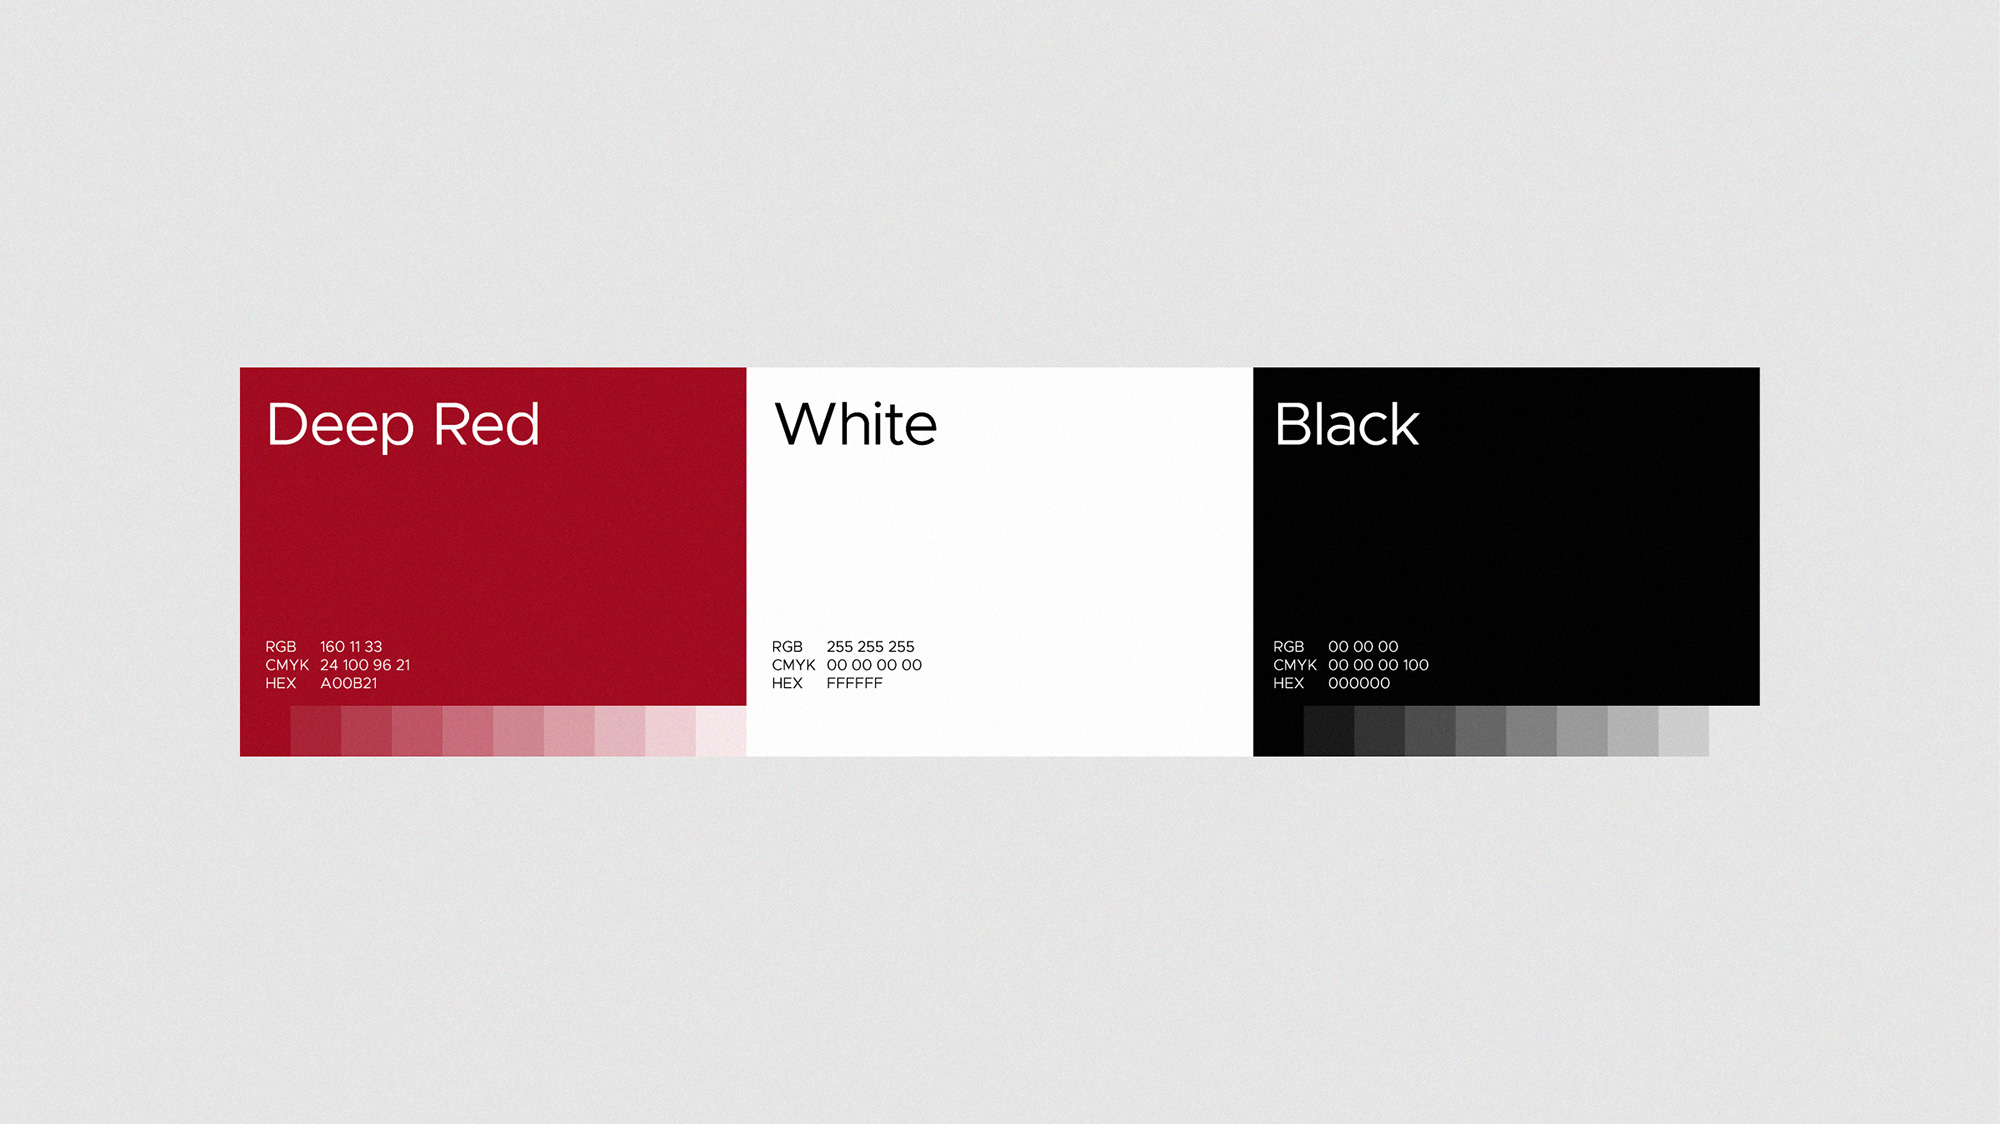 Deep Red
RGB 160 11 33
CMYK 24 100 96 21
HEX A00B21
White
RGB 255 255 255
CMYK 00 00 00 00
HEX FFFFFF
Black
RGB 00 00 00
CMYK 00 00 00 100
HEX 000000